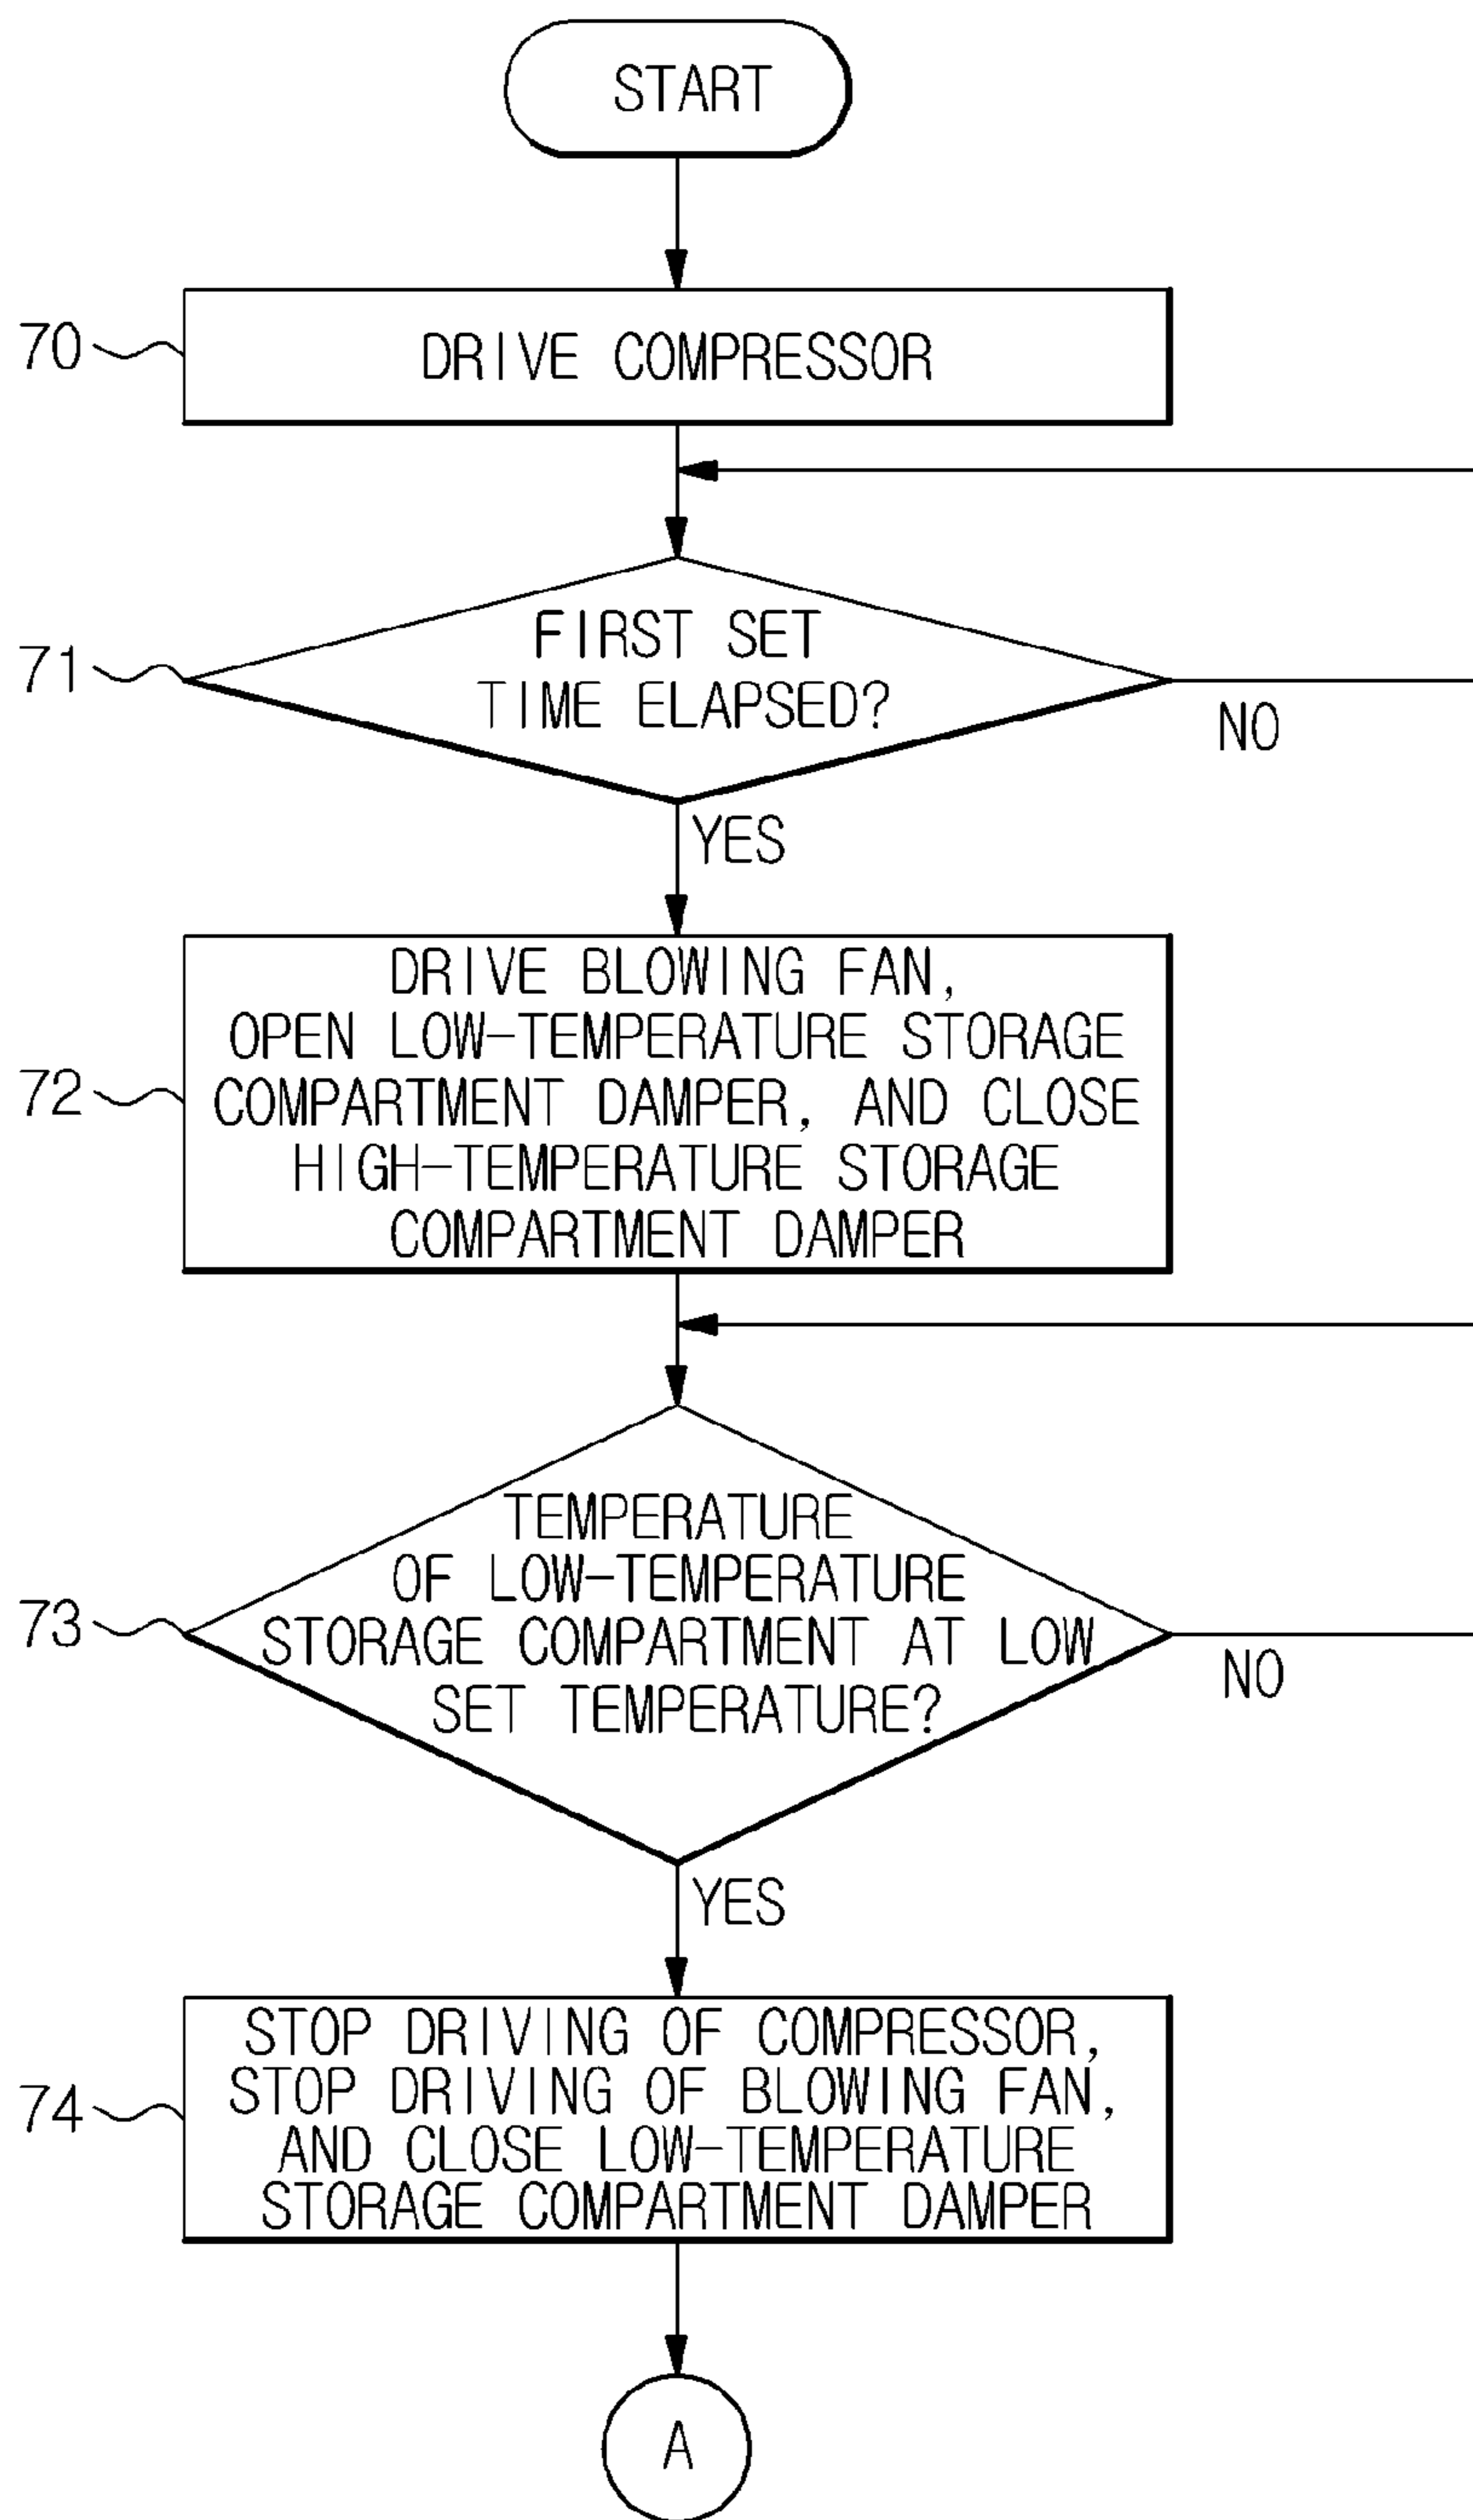 START
70
DRIVE COMPRESSOR
71
FIRST SET
TIME ELAPSED?
NO
YES
72
DRIVE BLOWING FAN,
OPEN LOW-TEMPERATURE STORAGE
COMPARTMENT DAMPER, AND CLOSE
HIGH-TEMPERATURE STORAGE
COMPARTMENT DAMPER
73
TEMPERATURE
OF LOW-TEMPERATURE
STORAGE COMPARTMENT AT LOW
SET TEMPERATURE?
NO
YES
74
STOP DRIVING OF COMPRESSOR,
STOP DRIVING OF BLOWING FAN,
AND CLOSE LOW-TEMPERATURE
STORAGE COMPARTMENT DAMPER
A